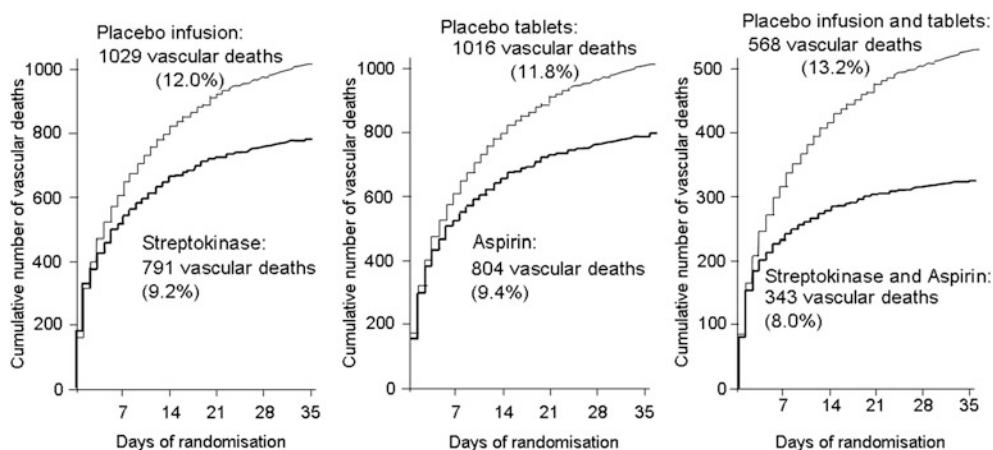 Placebo infusion:
1029 vascular deaths
(12.0%)
Cumulative number of vascular deaths
1000
800
600
400
200
0
Streptokinase:
791 vascular deaths
(9.2%)
7 14 21 28 35
Days of randomisation
Placebo tablets:
1016 vascular deaths
(11.8%)
Cumulative number of vascular deaths
1000
800
600
400
200
0
Aspirin:
804 vascular deaths
(9.4%)
7 14 21 28 35
Days of randomisation
Placebo infusion and tablets:
568 vascular deaths
(13.2%)
Cumulative number of vascular deaths
500
400
300
200
100
0
Streptokinase and Aspirin:
343 vascular deaths
(8.0%)
7 14 21 28 35
Days of randomisation